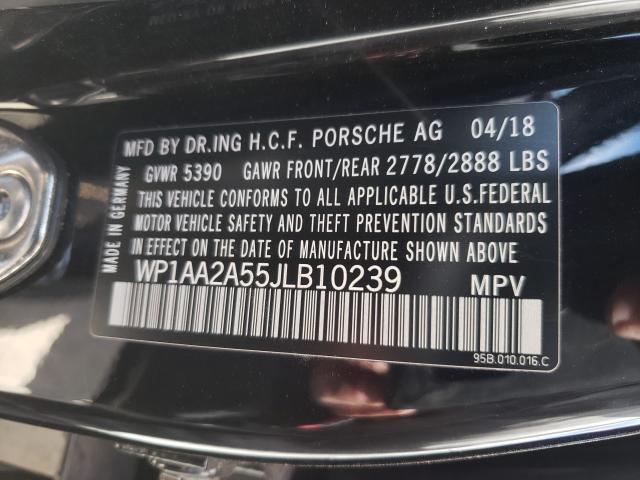 MFD BY DR.ING H.C.F. PORSCHE AG 04/18
GVWR 5390 GAWR FRONT/REAR 2778/2888 LBS
THIS VEHICLE CONFORMS TO ALL APPLICABLE U.S.FEDERAL
MOTOR VEHICLE SAFETY AND THEFT PREVENTION STANDARDS
IN EFFECT ON THE DATE OF MANUFACTURE SHOWN ABOVE
WP1AA2A55JLB10239 MPV
95B.010.016.C
MADE IN GERMANY